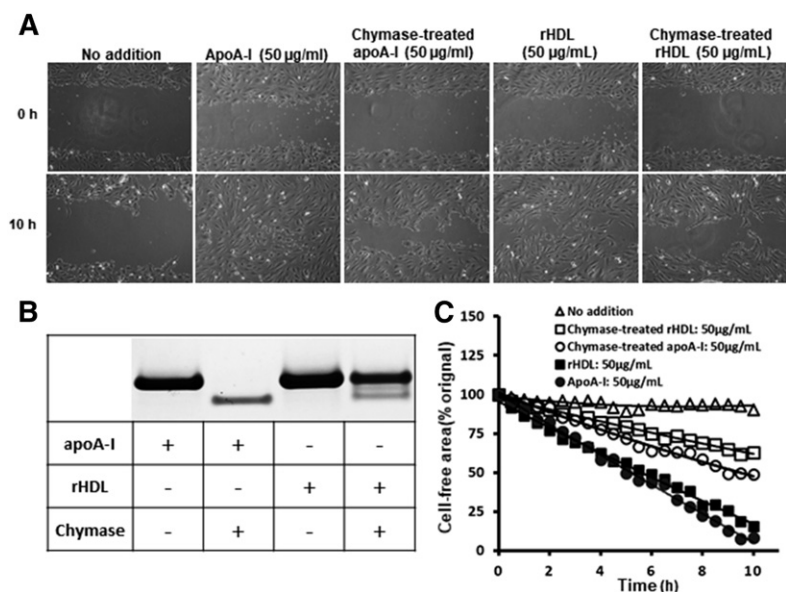 A
No addition
ApoA-I (50 µg/ml)
Chymase-treated
apoA-I (50 µg/ml)
rHDL
(50 µg/mL)
Chymase-treated
rHDL (50 µg/mL)
0 h
10 h
B
apoA-I + + - -
rHDL - - + +
Chymase - + - +
C
No addition
Chymase-treated rHDL: 50µg/mL
Chymase-treated apoA-I: 50µg/mL
rHDL: 50µg/mL
ApoA-I: 50µg/mL
Cell-free area(% orignal)
150
125
100
75
50
25
0
0 2 4 6 8 10
Time (h)